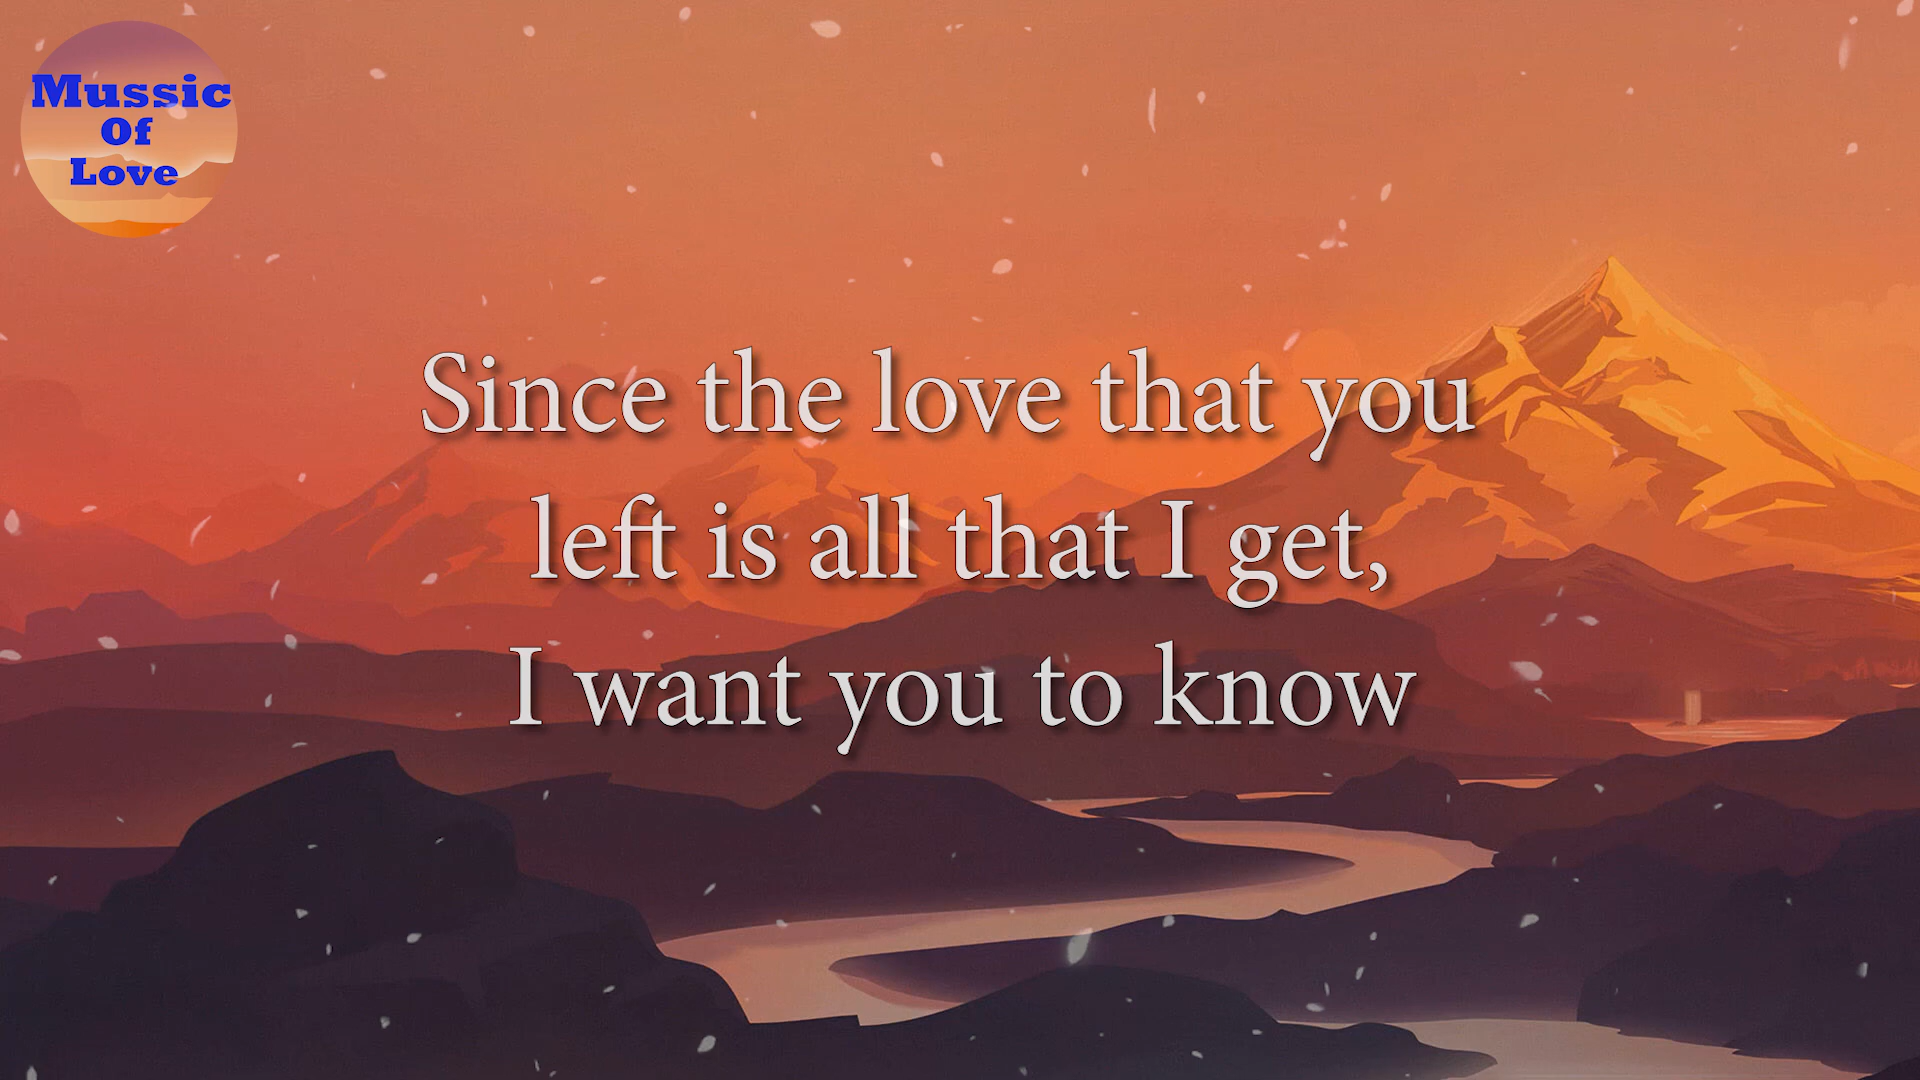 Mussic
Of
Love
Since the love that you
left is all that I get,
I want you to know